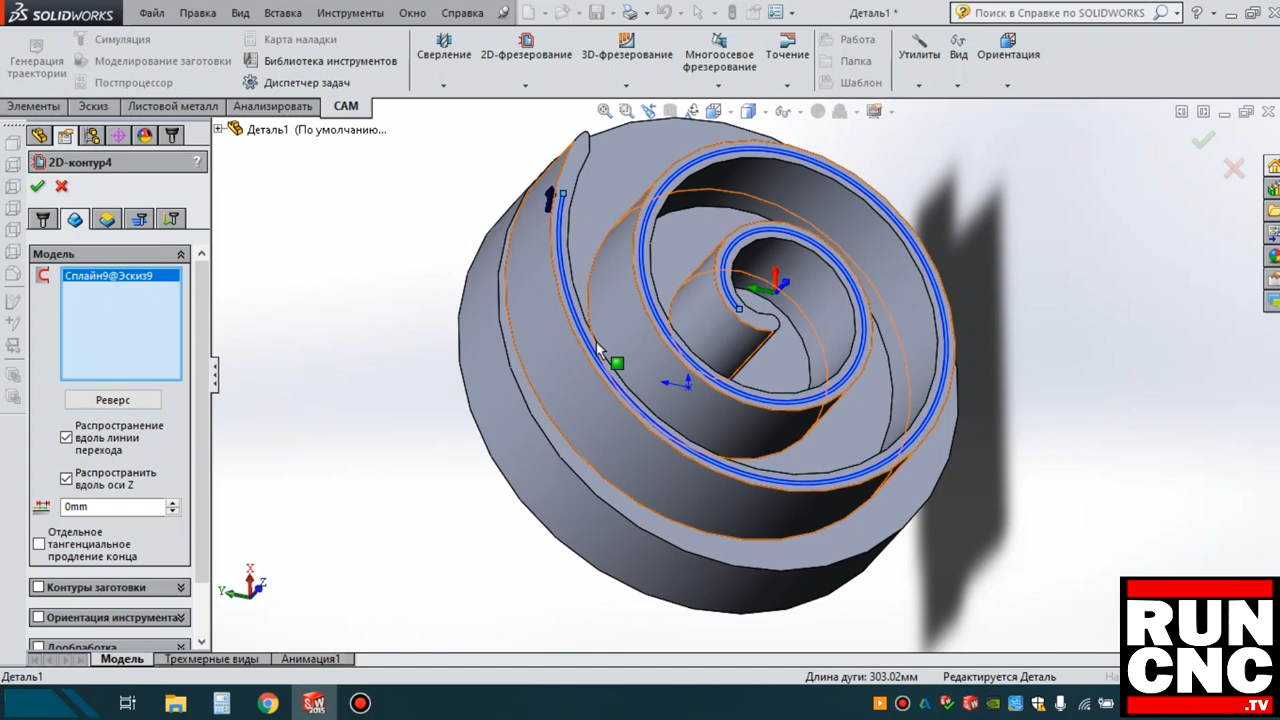 SOLIDWORKS
Файл
Правка
Вид
Вставка
Инструменты
Окно
Справка
Деталь1 *
Поиск в Справке по SOLIDWORKS
Генерация
траектории
Симуляция
Моделирование заготовки
Постпроцессор
Карта наладки
Библиотека инструментов
Диспетчер задач
Сверление
2D-фрезерование
3D-фрезерование
Многоосевое
фрезерование
Точение
Работа
Папка
Шаблон
Утилиты
Вид
Ориентация
Элементы
Эскиз
Листовой металл
Анализировать
CAM
Деталь1 (По умолчанию...
2D-контур4
?
Модель
Сплайн9@Эскиз9
Реверс
Распространение
вдоль линии
перехода
Распространить
вдоль оси Z
0mm
Отдельное
тангенциальное
продление конца
Контуры заготовки
Ориентация инструмента
Дообработка
X
Y
Z
Модель
Трехмерные виды
Анимация1
Деталь1
Длина дуги: 303.02мм
Редактируется Деталь
RUN
CNC
.TV
SW
2015